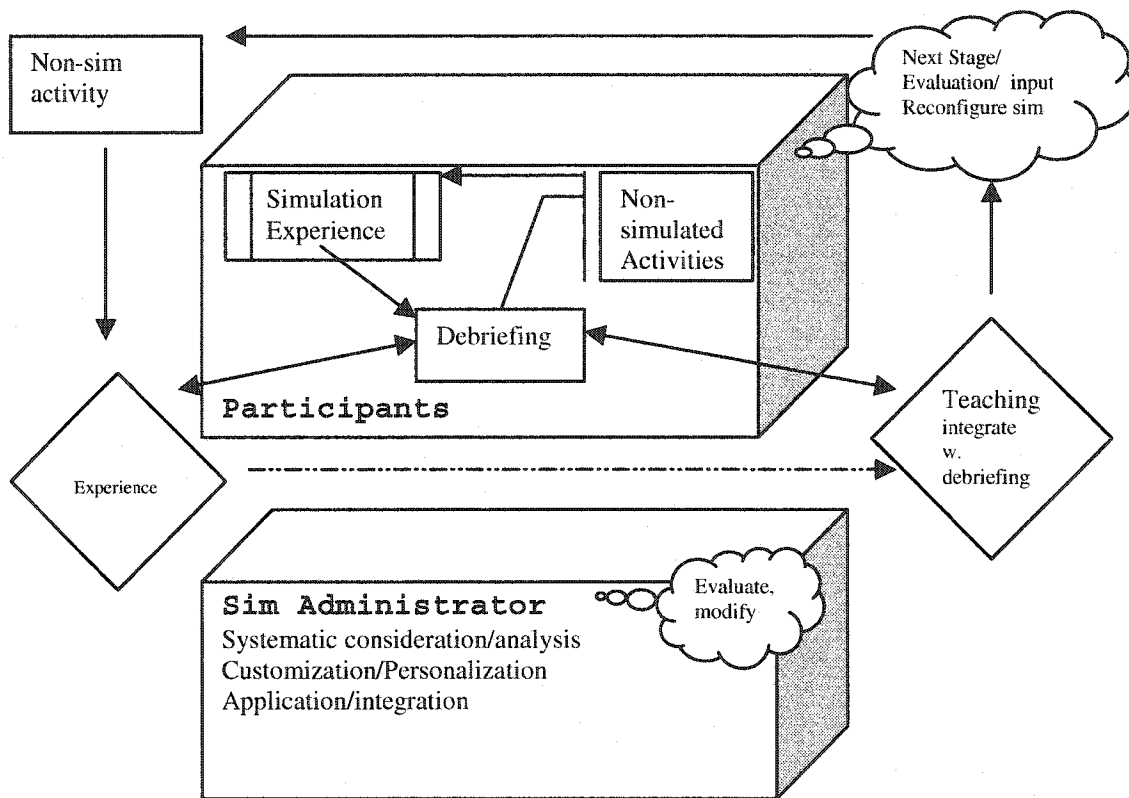 Non-sim
activity
Next Stage/
Evaluation/ input
Reconfigure sim
Simulation
Experience
Non-
simulated
Activities
Debriefing
Participants
Teaching
integrate
w.
debriefing
Experience
Sim Administrator
Systematic consideration/analysis
Customization/Personalization
Application/integration
Evaluate,
modify